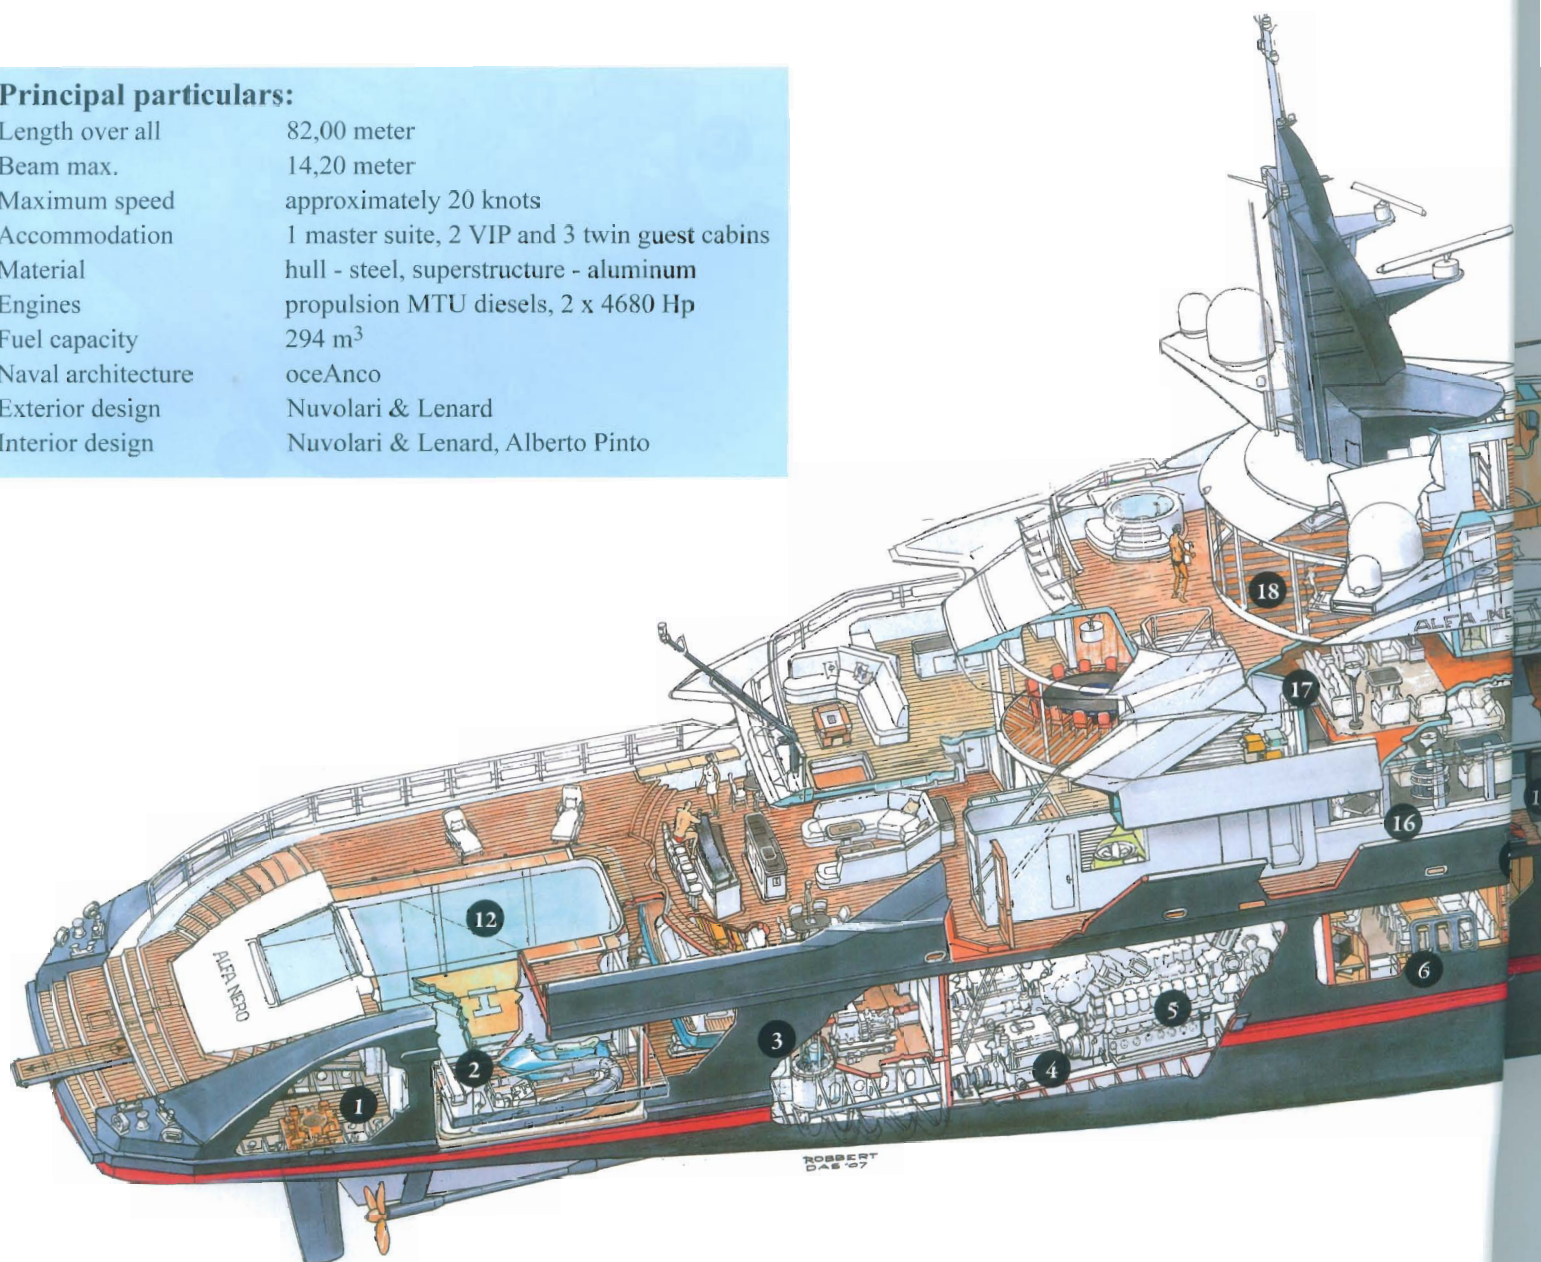 Principal particulars:
Length over all 82,00 meter
Beam max. 14,20 meter
Maximum speed approximately 20 knots
Accommodation 1 master suite, 2 VIP and 3 twin guest cabins
Material hull - steel, superstructure - aluminum
Engines propulsion MTU diesels, 2 x 4680 Hp
Fuel capacity 294 m³
Naval architecture oceAnco
Exterior design Nuvolari & Lenard
Interior design Nuvolari & Lenard, Alberto Pinto
18
ALFA NE
17
16
12
ALFA NERO
H
6
5
3
2
4
1
ROBBERT
DAS '07